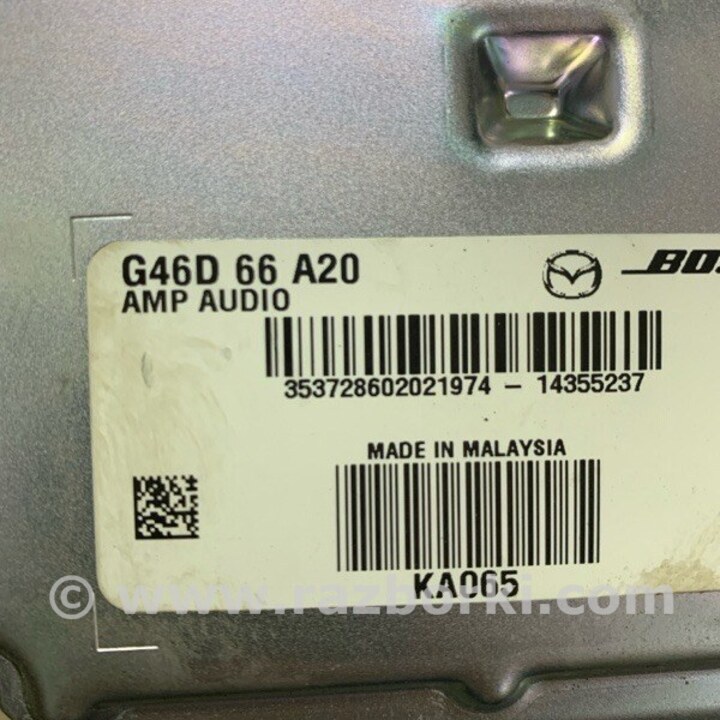 G46D 66 A20
AMP AUDIO
353728602021974 - 14355237
MADE IN MALAYSIA
KA065
© www.razborki.com